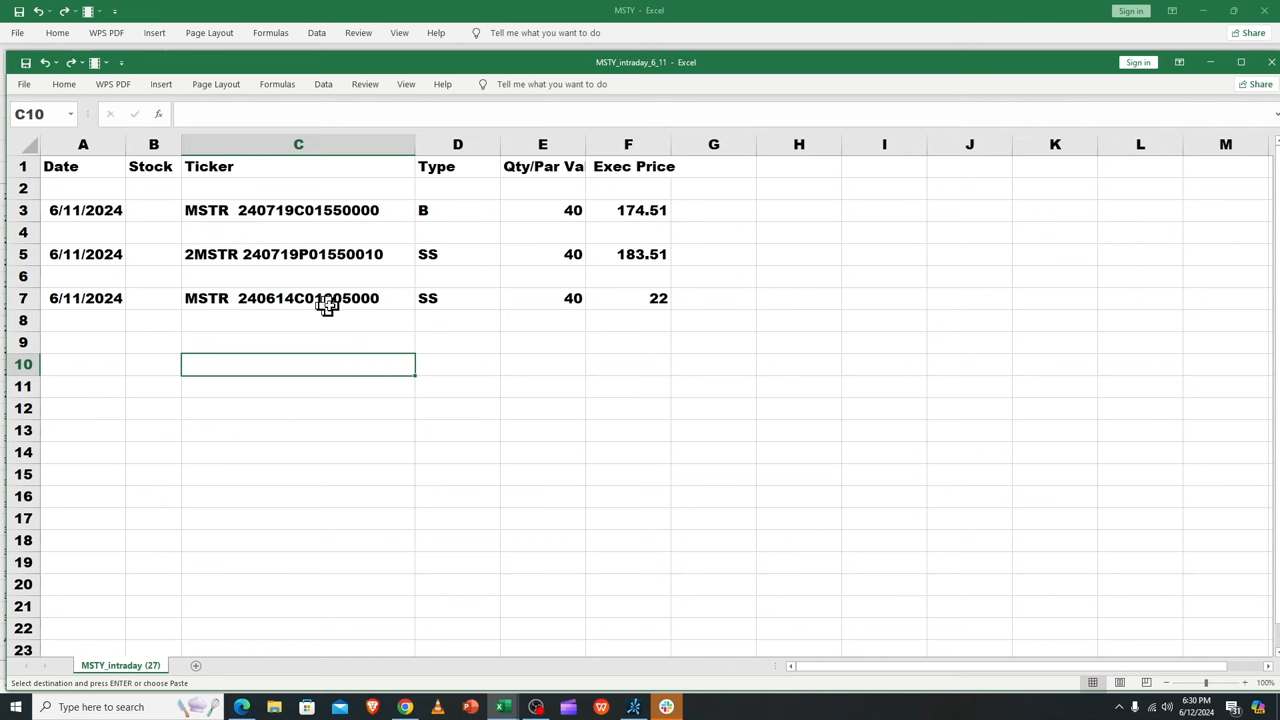 MSTY - Excel
Sign in
File Home WPS PDF Insert Page Layout Formulas Data Review View Help Tell me what you want to do Share
MSTY_intraday_6_11 - Excel
Sign in
File Home WPS PDF Insert Page Layout Formulas Data Review View Help Tell me what you want to do Share
C10 fx
A B C D E F G H I J K L M
1 Date Stock Ticker Type Qty/Par Va Exec Price
2
3 6/11/2024 MSTR 240719C01550000 B 40 174.51
4
5 6/11/2024 2MSTR 240719P01550010 SS 40 183.51
6
7 6/11/2024 SS 40 22
8
9
10
11
12
13
14
15
16
17
18
19
20
21
22
23
MSTY_intraday (27)
Select destination and press ENTER or choose Paste
100%
Type here to search
6:30 PM
6/12/2024